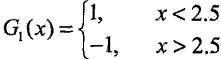 G₁(x) = { 1, x < 2.5
−1, x > 2.5